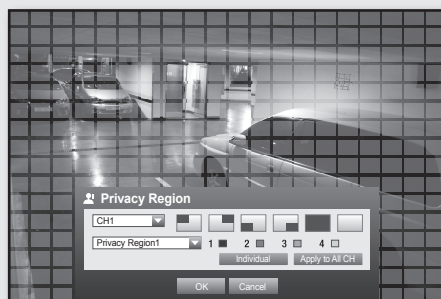 Privacy Region
CH1
Privacy Region1 1 2 3 4
Individual Apply to All CH
OK Cancel